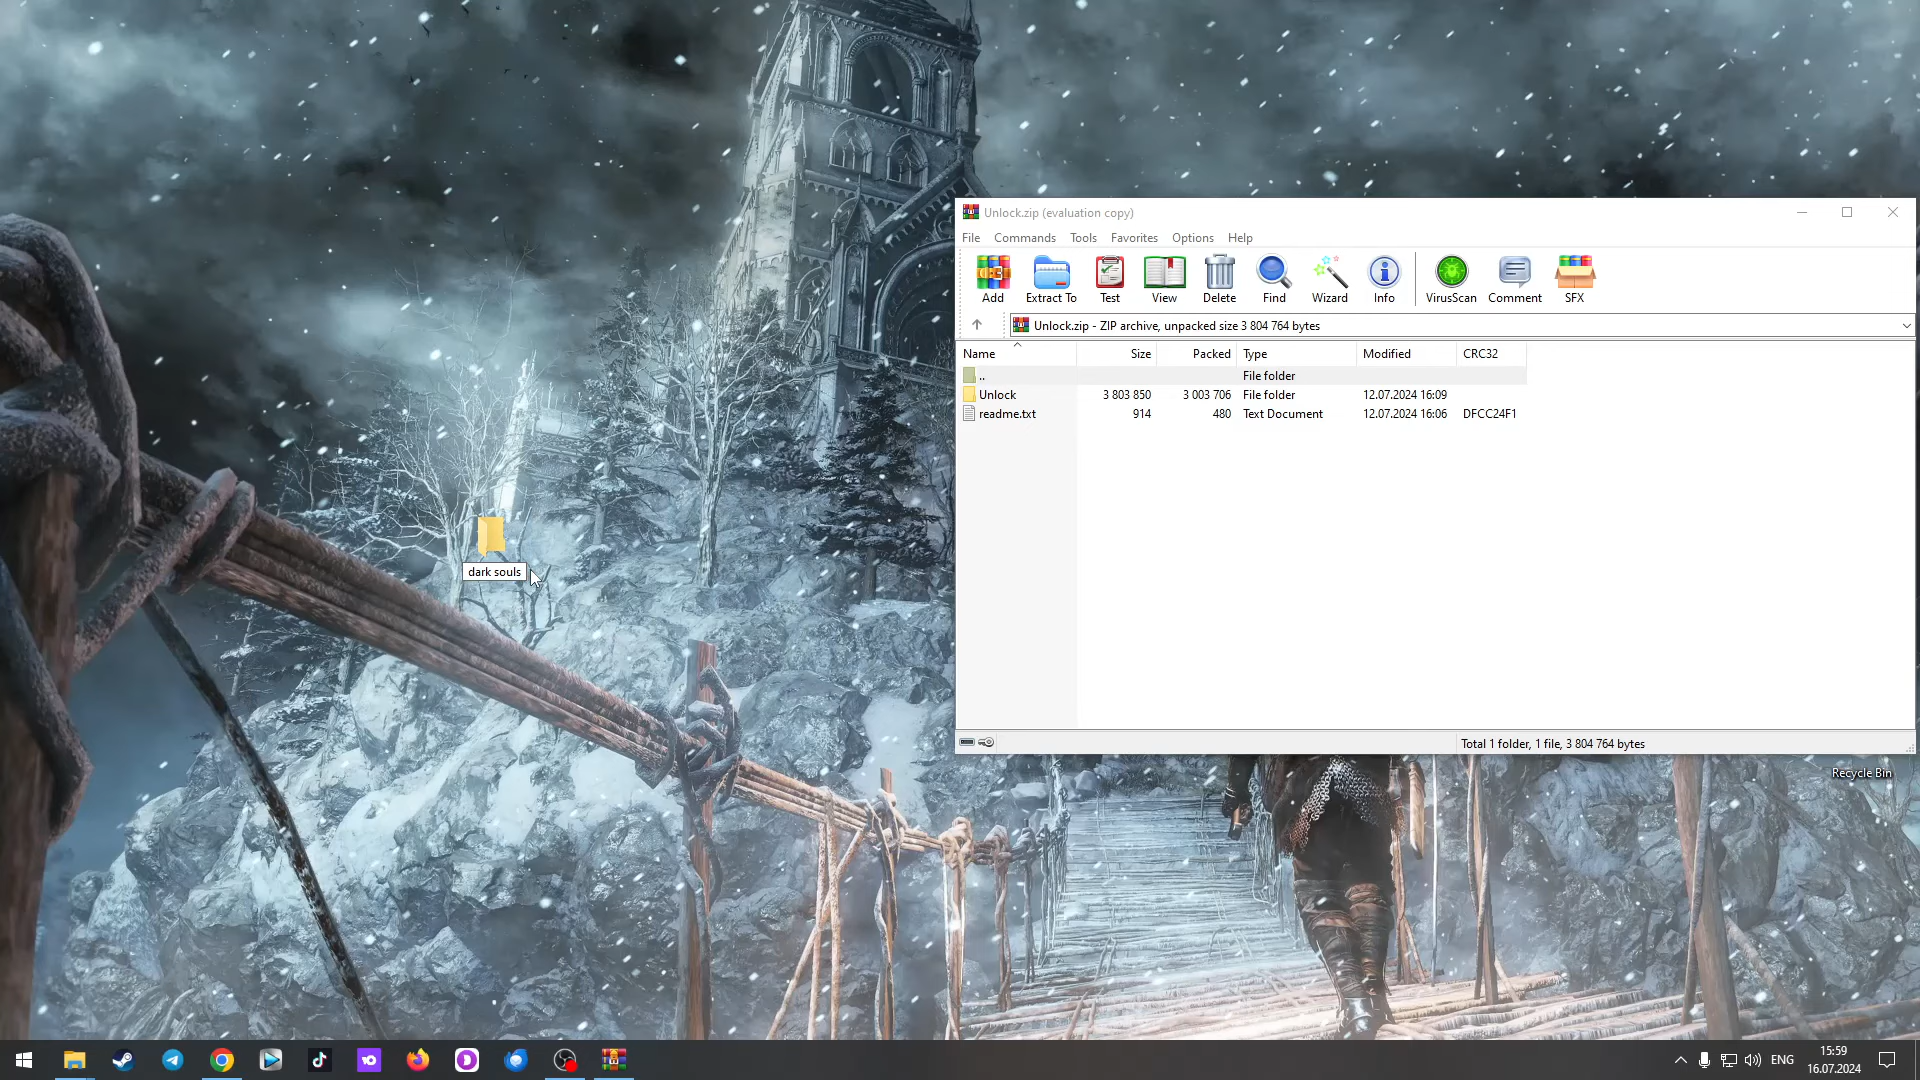 Unlock.zip (evaluation copy)
File Commands Tools Favorites Options Help
Add Extract To Test View Delete Find Wizard Info VirusScan Comment SFX
Unlock.zip - ZIP archive, unpacked size 3 804 764 bytes
Name Size Packed Type Modified CRC32
.. File folder
Unlock 3 803 850 3 003 706 File folder 12.07.2024 16:09
readme.txt 914 480 Text Document 12.07.2024 16:06 DFCC24F1
dark souls
Total 1 folder, 1 file, 3 804 764 bytes
Recycle Bin
ENG
15:59
16.07.2024